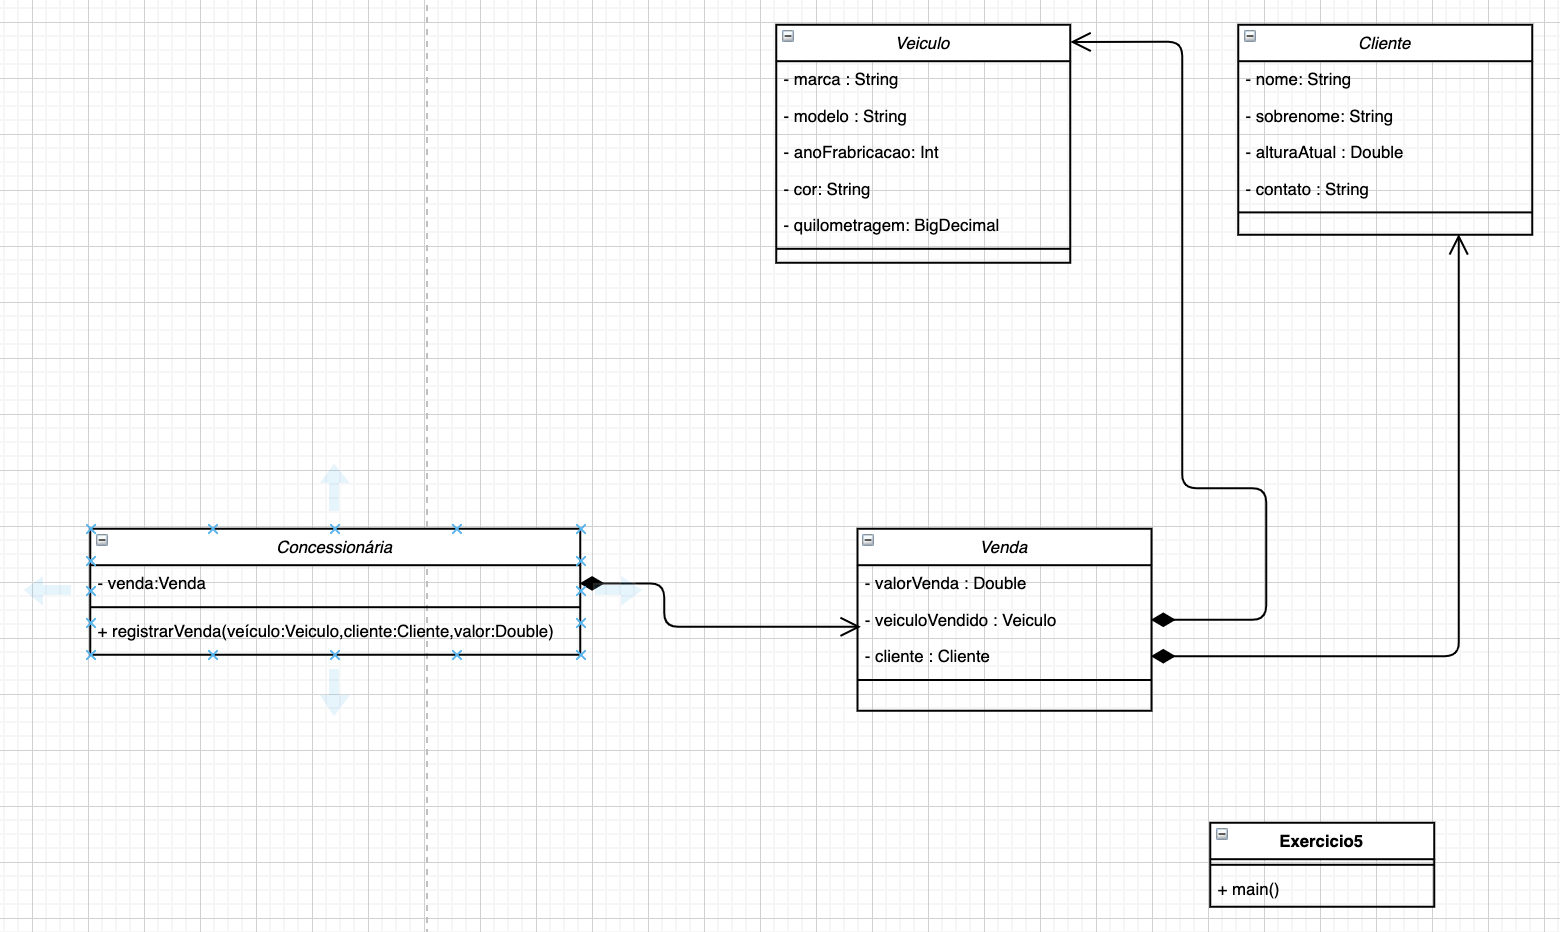 Veiculo
- marca : String
- modelo : String
- anoFrabricacao: Int
- cor: String
- quilometragem: BigDecimal
Cliente
- nome: String
- sobrenome: String
- alturaAtual : Double
- contato : String
Concessionária
- venda:Venda
+ registrarVenda(veículo:Veiculo,cliente:Cliente,valor:Double)
Venda
- valorVenda : Double
- veiculoVendido : Veiculo
- cliente : Cliente
Exercicio5
+ main()